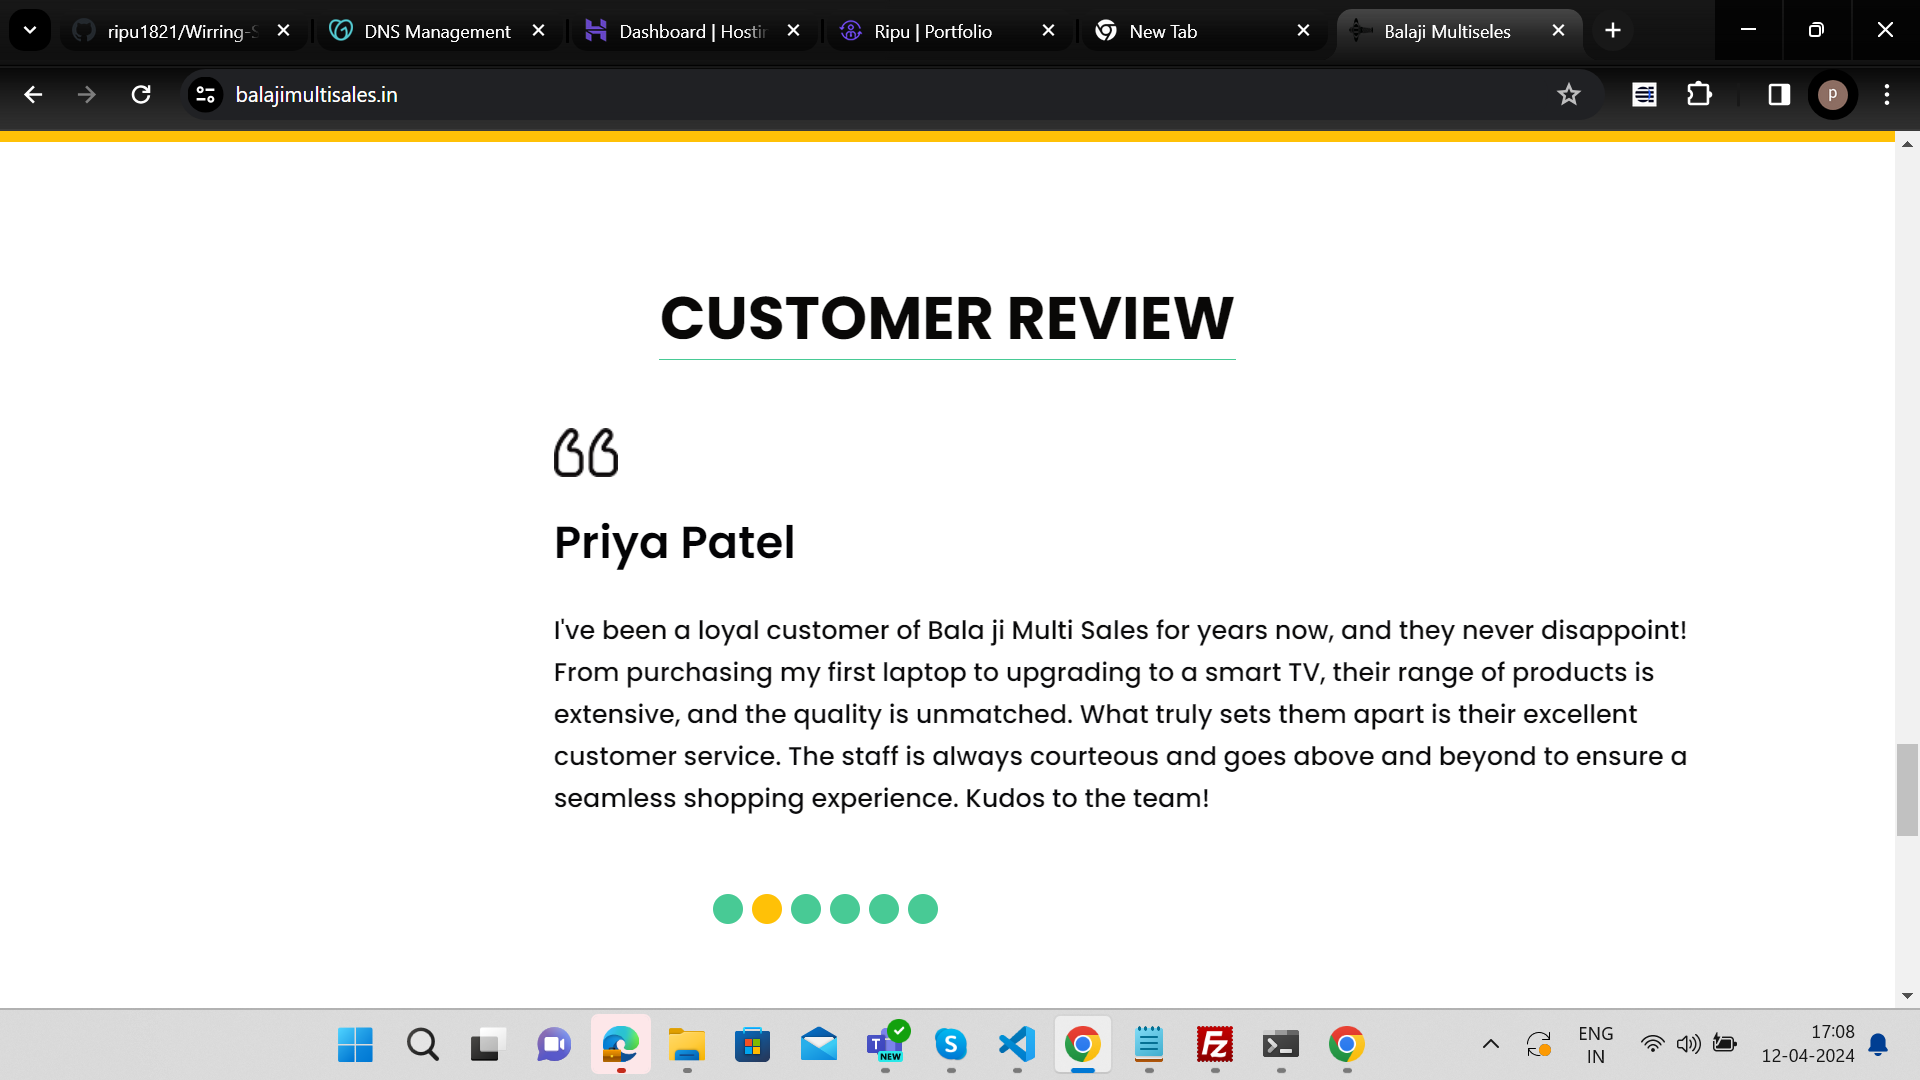 ripu1821/Wirring-S
DNS Management
Dashboard | Hostin
Ripu | Portfolio
New Tab
Balaji Multiseles
balajimultisales.in
p
CUSTOMER REVIEW
Priya Patel
I've been a loyal customer of Bala ji Multi Sales for years now, and they never disappoint!
From purchasing my first laptop to upgrading to a smart TV, their range of products is
extensive, and the quality is unmatched. What truly sets them apart is their excellent
customer service. The staff is always courteous and goes above and beyond to ensure a
seamless shopping experience. Kudos to the team!
T
NEW
S
Fz
ENG
IN
17:08
12-04-2024